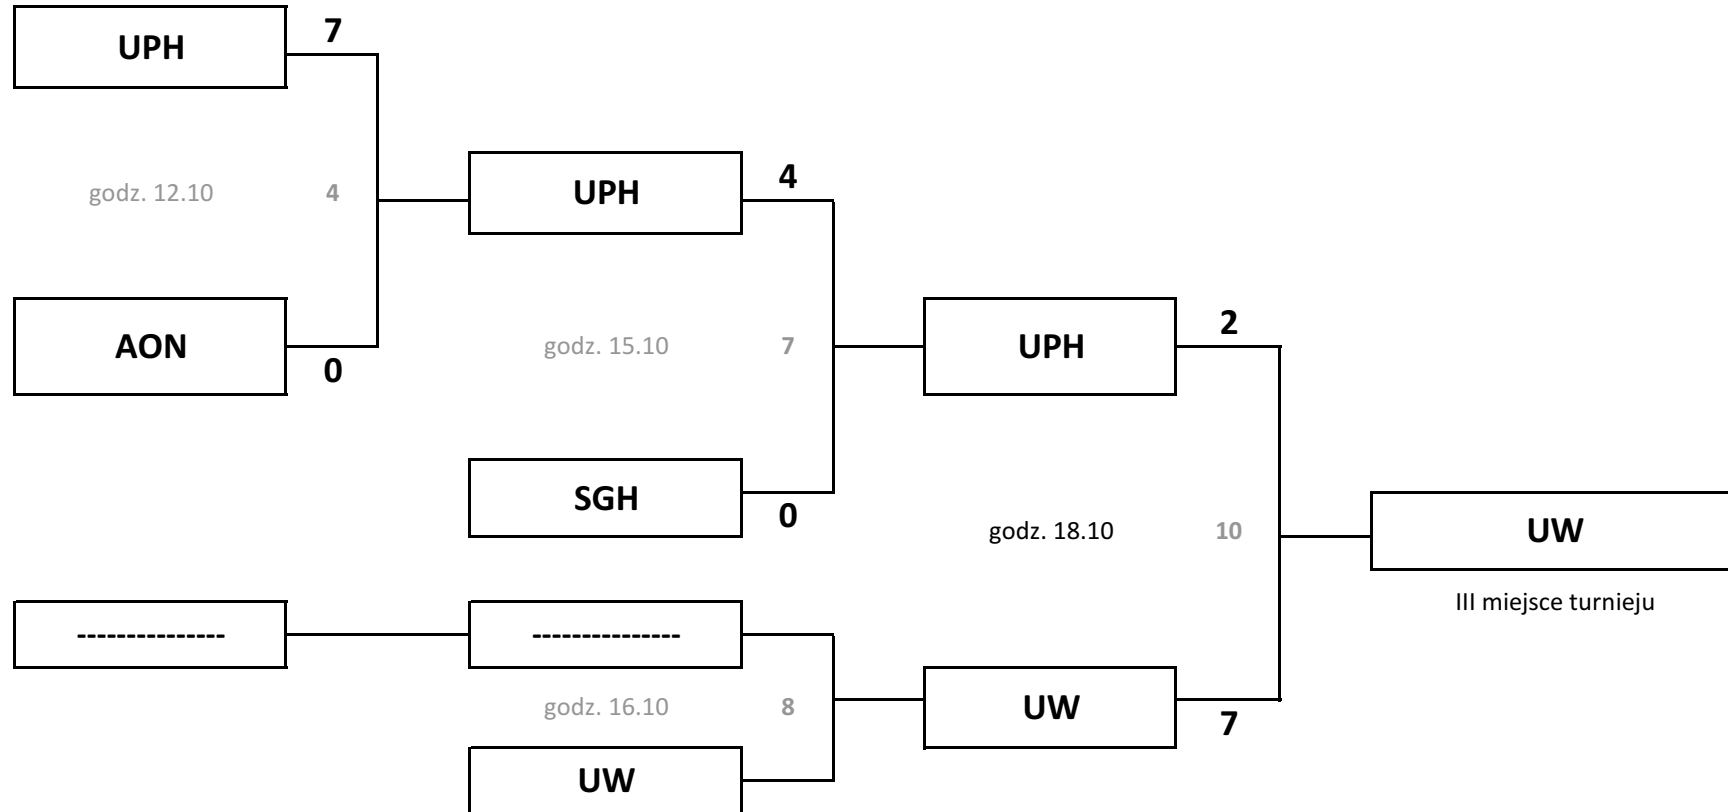 UPH
7
godz. 12.10
4
AON
0
UPH
4
godz. 15.10
7
SGH
0
UPH
2
godz. 18.10
10
UW
III miejsce turnieju
---------------
---------------
godz. 16.10
8
UW
UW
7